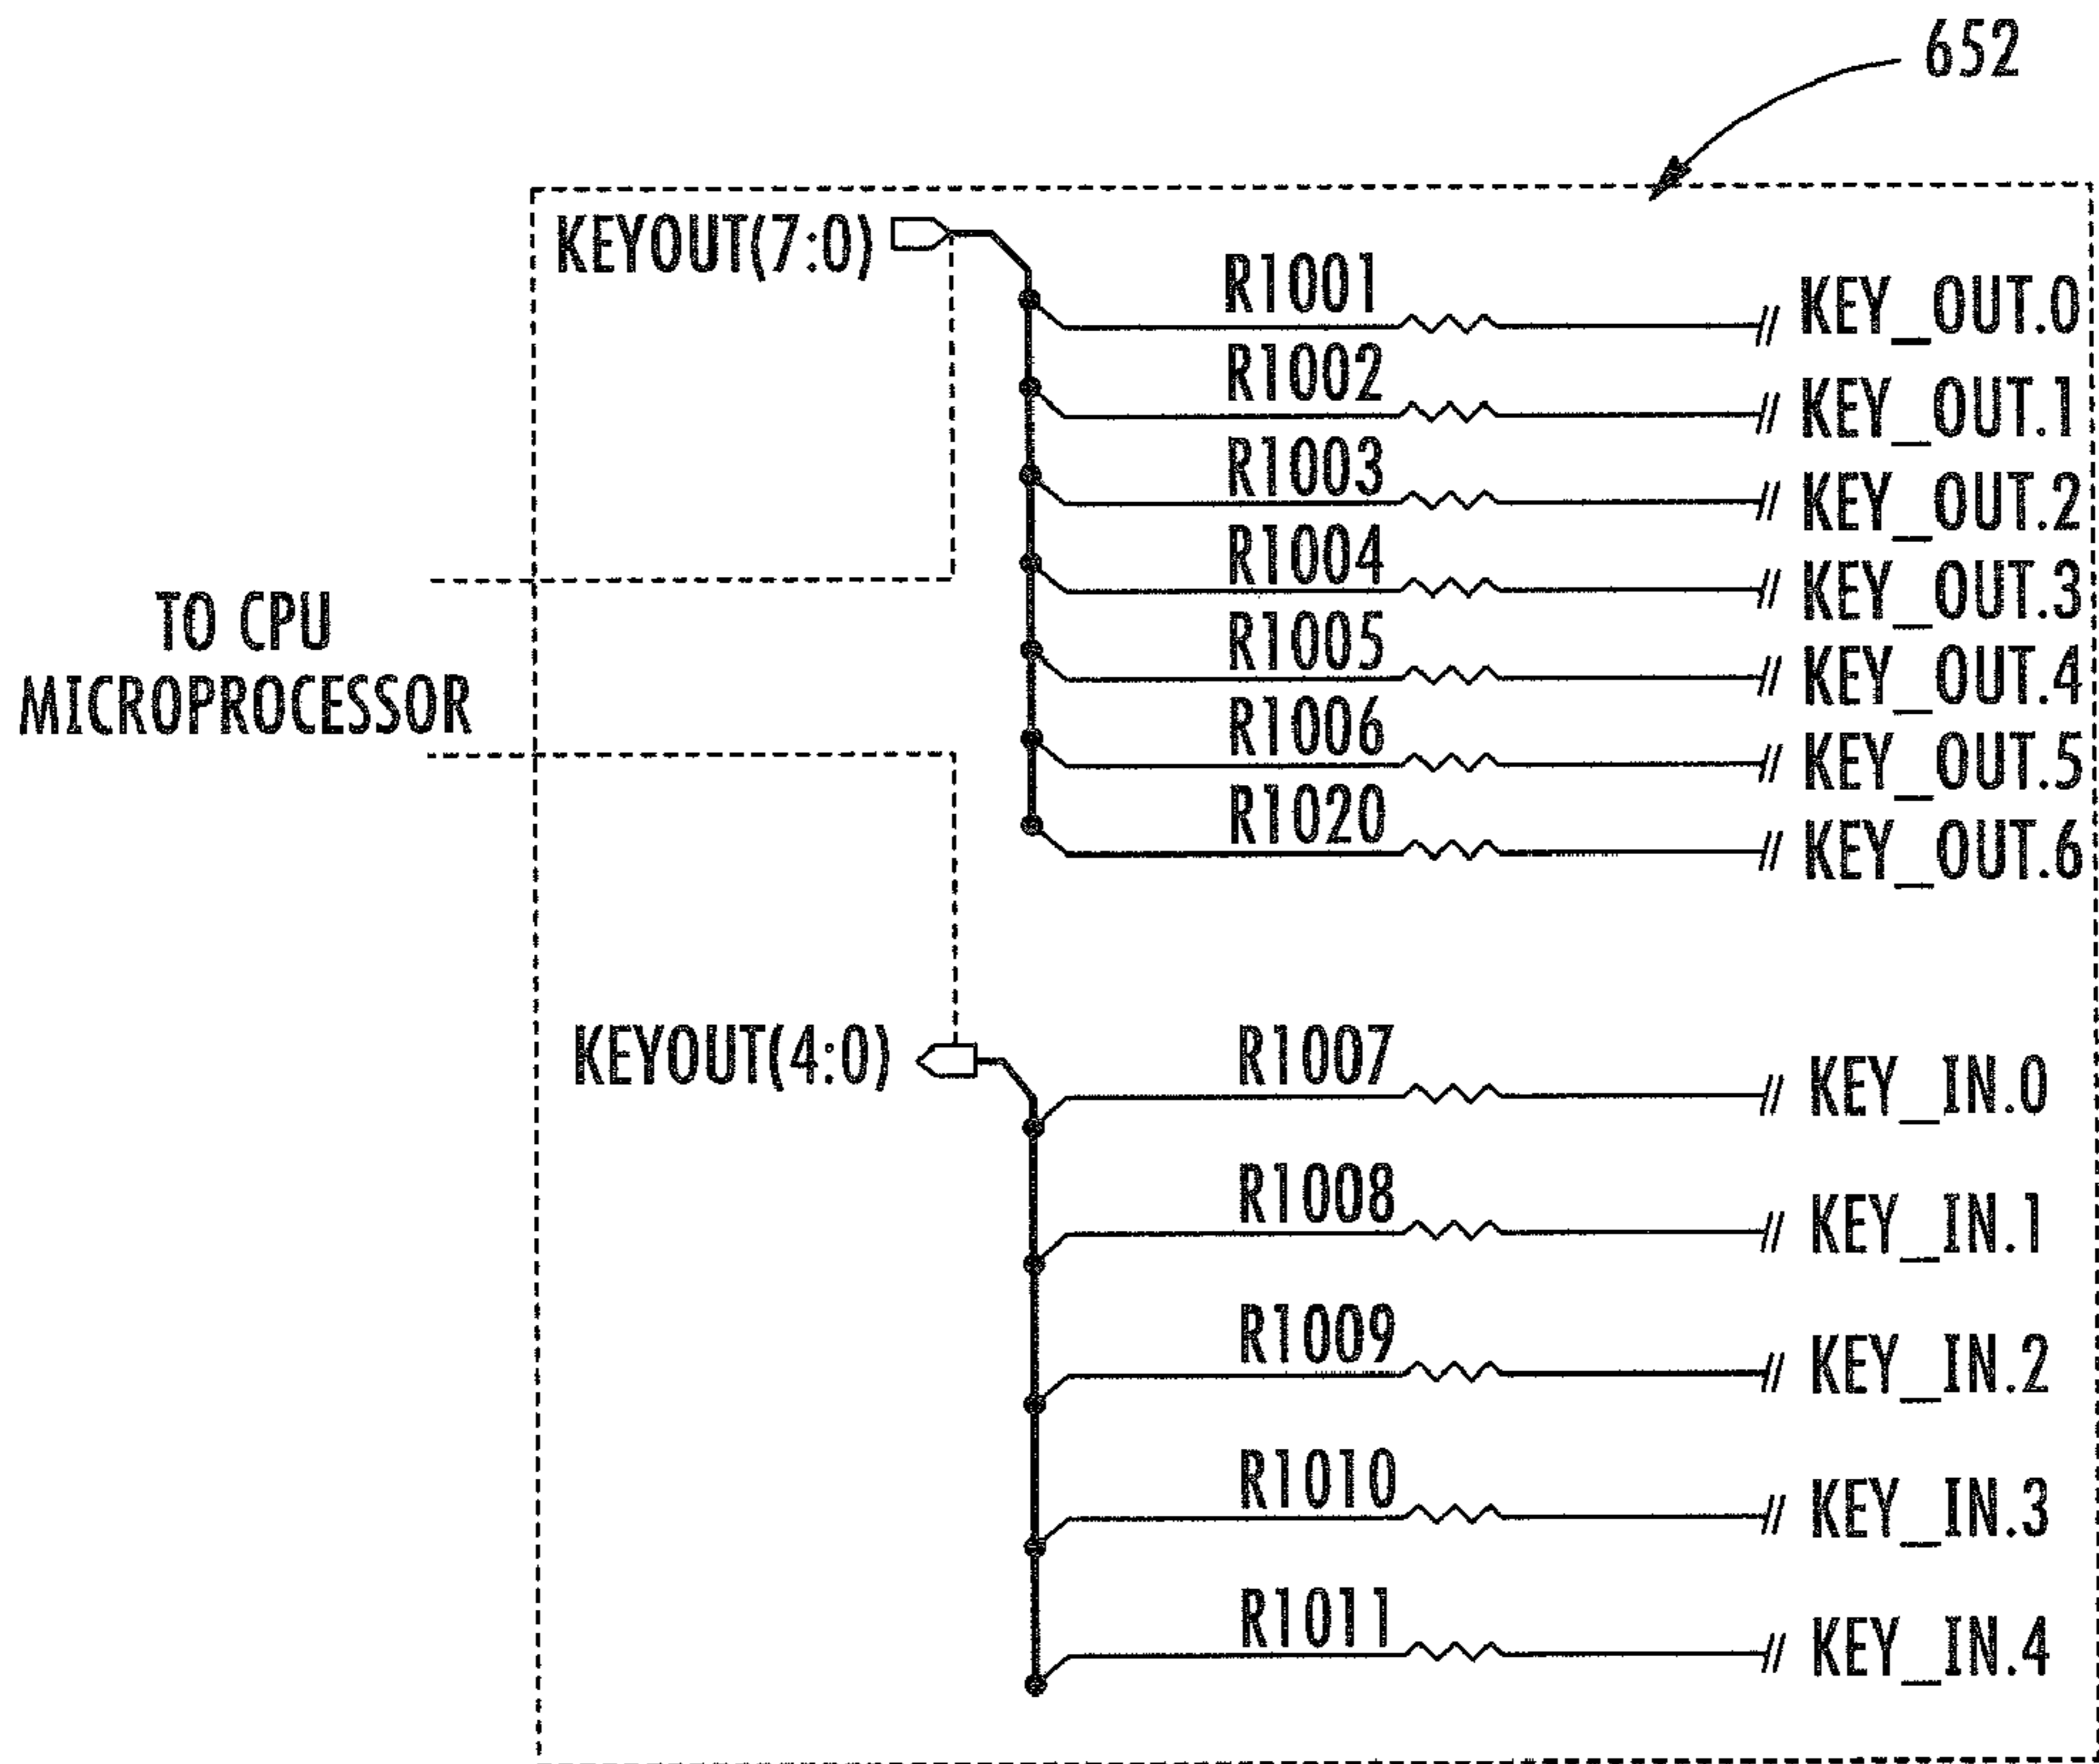 652
KEYOUT(7:0)
R1001
KEY_OUT.0
R1002
KEY_OUT.1
R1003
KEY_OUT.2
R1004
KEY_OUT.3
TO CPU
MICROPROCESSOR
R1005
KEY_OUT.4
R1006
KEY_OUT.5
R1020
KEY_OUT.6
KEYOUT(4:0)
R1007
KEY_IN.0
R1008
KEY_IN.1
R1009
KEY_IN.2
R1010
KEY_IN.3
R1011
KEY_IN.4